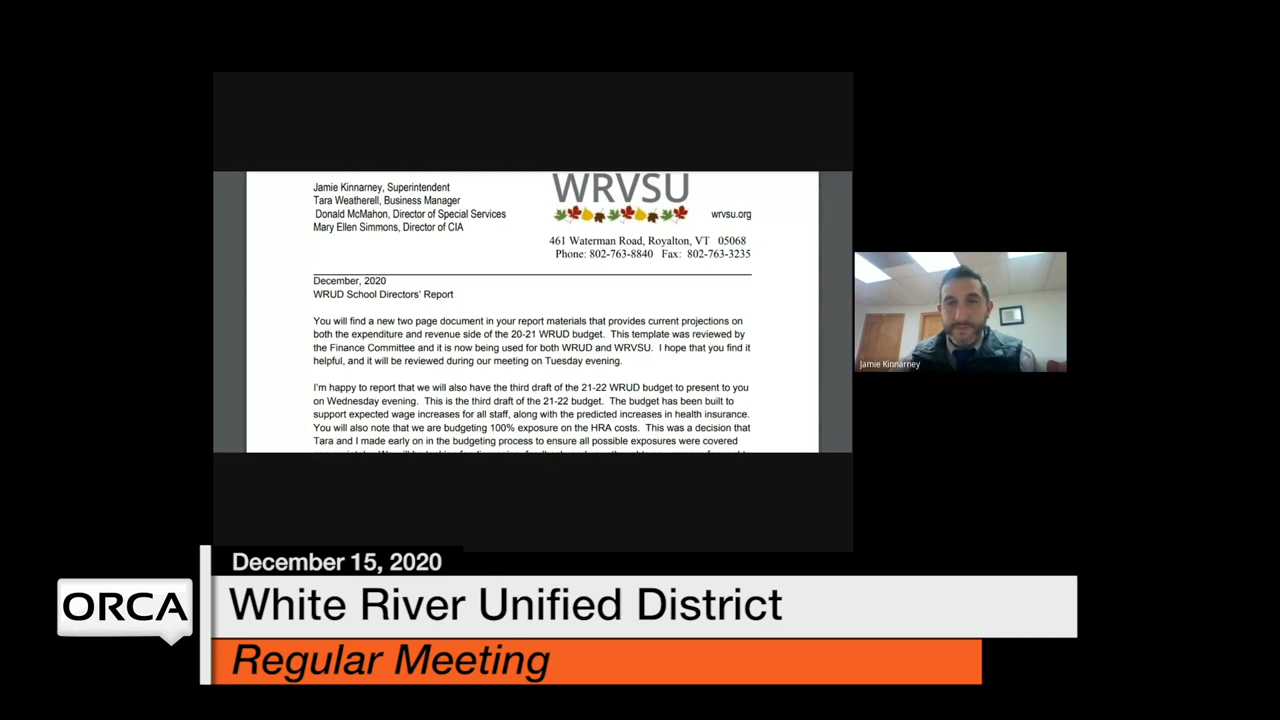 Jamie Kinnarney, Superintendent
Tara Weatherell, Business Manager
Donald McMahon, Director of Special Services
Mary Ellen Simmons, Director of CIA
WRVSU
wrvsu.org
461 Waterman Road, Royalton, VT 05068
Phone: 802-763-8840 Fax: 802-763-3235
December, 2020
WRUD School Directors' Report
You will find a new two page document in your report materials that provides current projections on
both the expenditure and revenue side of the 20-21 WRUD budget. This template was reviewed by
the Finance Committee and it is now being used for both WRUD and WRVSU. I hope that you find it
helpful, and it will be reviewed during our meeting on Tuesday evening.
I'm happy to report that we will also have the third draft of the 21-22 WRUD budget to present to you
on Wednesday evening. This is the third draft of the 21-22 budget. The budget has been built to
support expected wage increases for all staff, along with the predicted increases in health insurance.
You will also note that we are budgeting 100% exposure on the HRA costs. This was a decision that
Tara and I made early on in the budgeting process to ensure all possible exposures were covered
Jamie Kinnarney
December 15, 2020
ORCA
White River Unified District
Regular Meeting